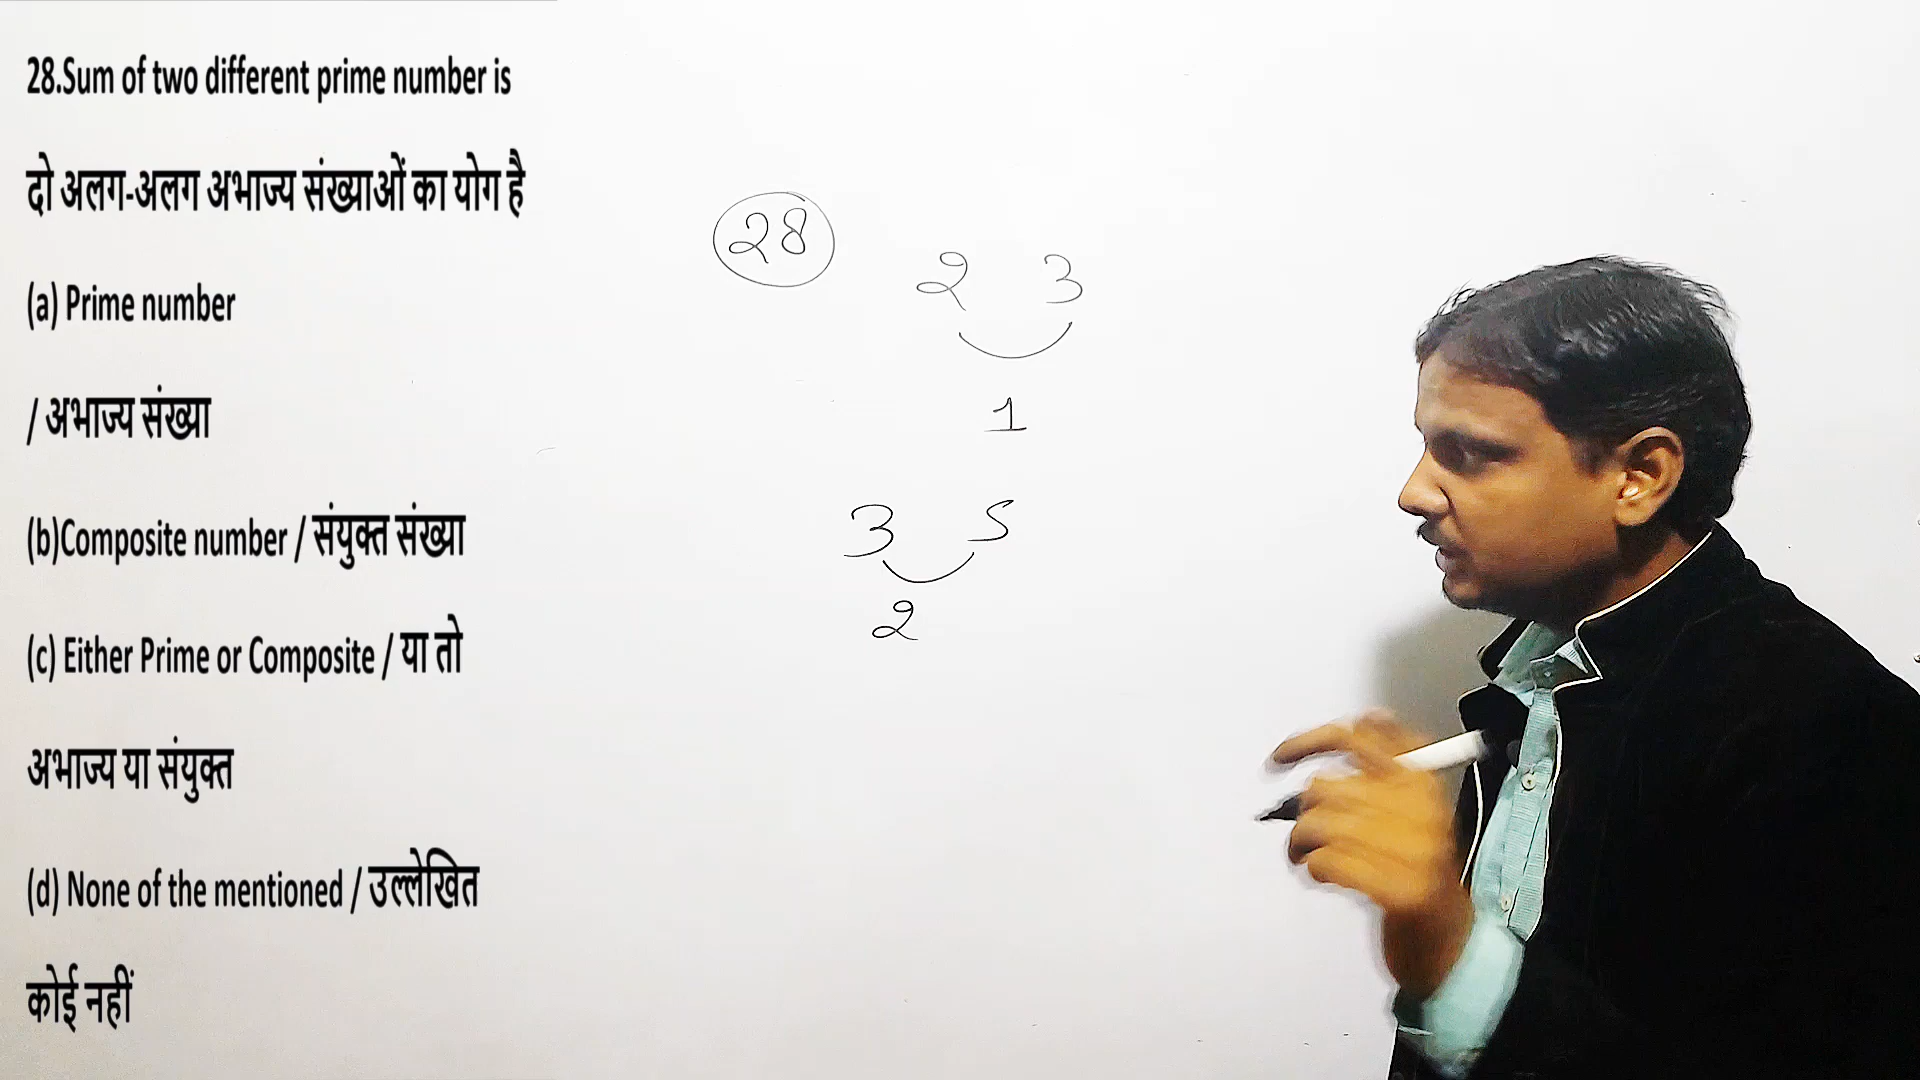 28.Sum of two different prime number is
दो अलग-अलग अभाज्य संख्याओं का योग है
(a) Prime number
/ अभाज्य संख्या
(b)Composite number / संयुक्त संख्या
(c) Either Prime or Composite / या तो
अभाज्य या संयुक्त
(d) None of the mentioned / उल्लेखित
कोई नहीं
28
2 3
1
3 5
2